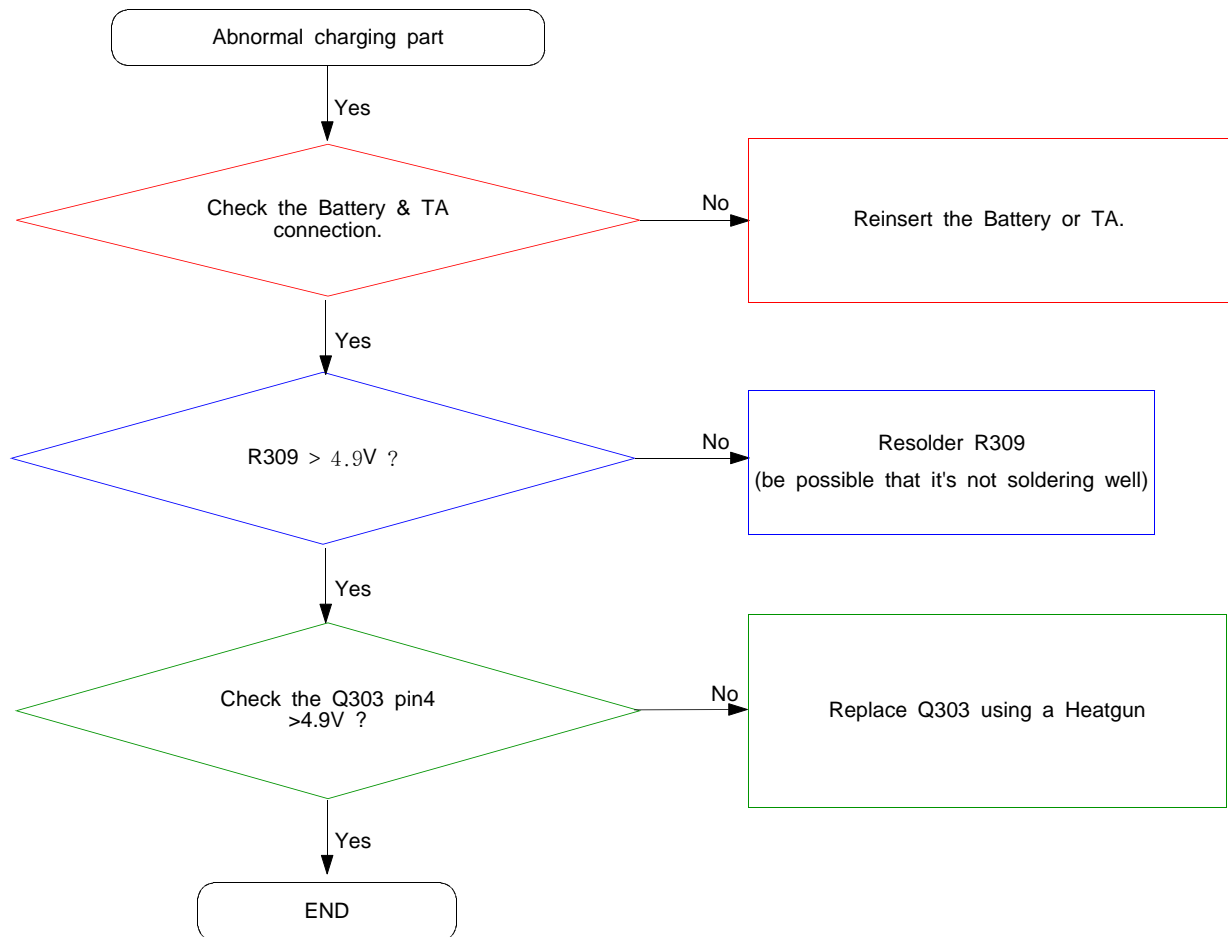 Abnormal charging part
Yes
Check the Battery & TA
connection.
No
Reinsert the Battery or TA.
Yes
R309 > 4.9V ?
No
Resolder R309
(be possible that it's not soldering well)
Yes
Check the Q303 pin4
>4.9V ?
No
Replace Q303 using a Heatgun
Yes
END